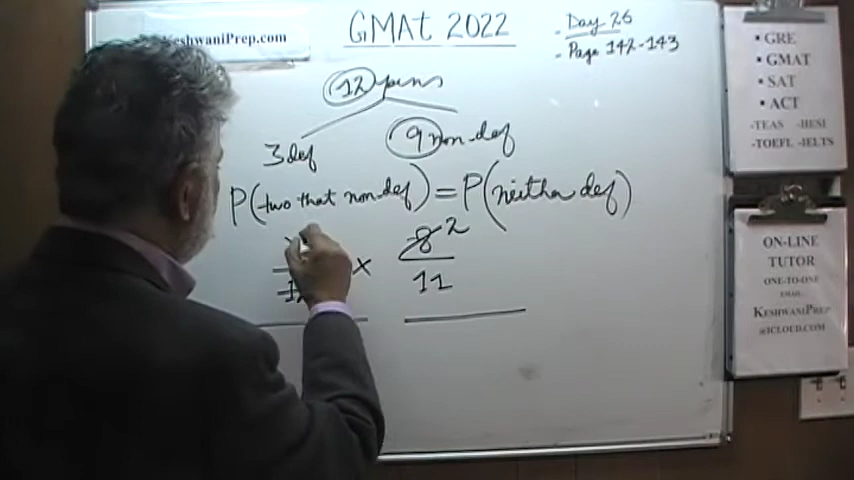 KeshwaniPrep.com
GMAT 2022
- Day 26
- Page 142-143
12 pens
3 def
9 non-def
P(two that non-def) = P(neither def)
x 8 2
12 11
• GRE
• GMAT
• SAT
• ACT
-TEAS -HESI
-TOEFL -IELTS
ON-LINE
TUTOR
ONE-TO-ONE
EMAIL
KESHWANIPREP
@ICLOUD.COM